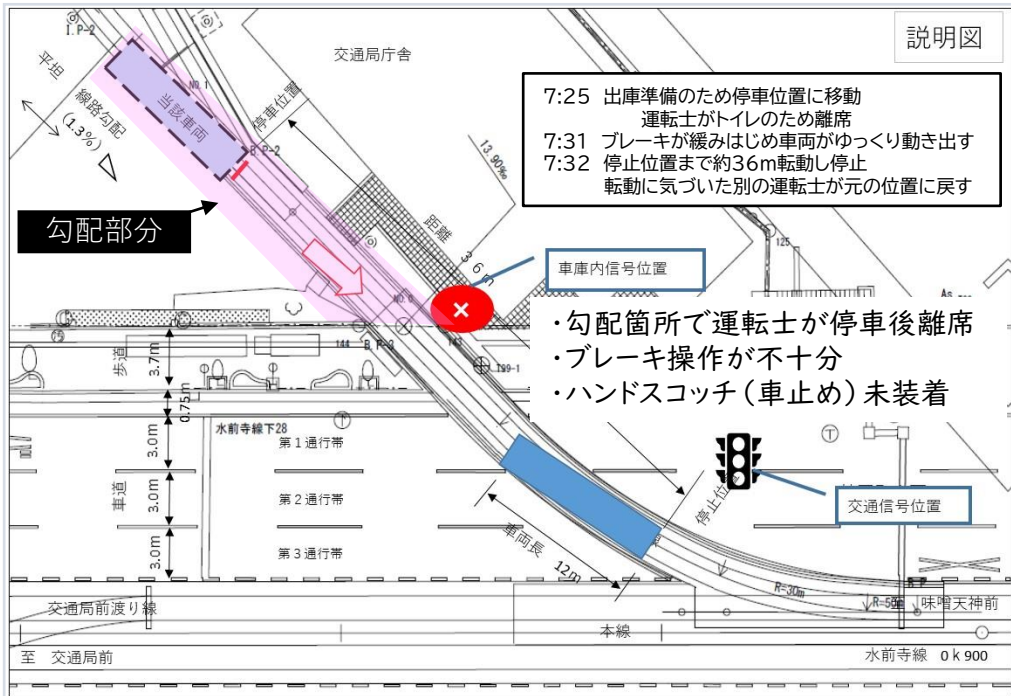 説明図
I.P-2
平坦
線路勾配
(1.3%)
NO.1
当該車両
B.P-2
停車位置
交通局庁舎
13.90‰
7:25 出庫準備のため停車位置に移動
運転士がトイレのため離席
7:31 ブレーキが緩みはじめ車両がゆっくり動き出す
7:32 停止位置まで約36m転動し停止
転動に気づいた別の運転士が元の位置に戻す
勾配部分
距離
36m
車庫内信号位置
125
NO.0
・勾配箇所で運転士が停車後離席
・ブレーキ操作が不十分
・ハンドスコッチ(車止め)未装着
144
143
T99-1
歩道
3.7m
0.75m
水前寺線下28
第1通行帯
第2通行帯
第3通行帯
車道
3.0m
3.0m
3.0m
T
交通信号位置
車両長
12m
R=30m
R=50m
味噌天神前
交通局前渡り線
本線
至 交通局前
水前寺線 0k900